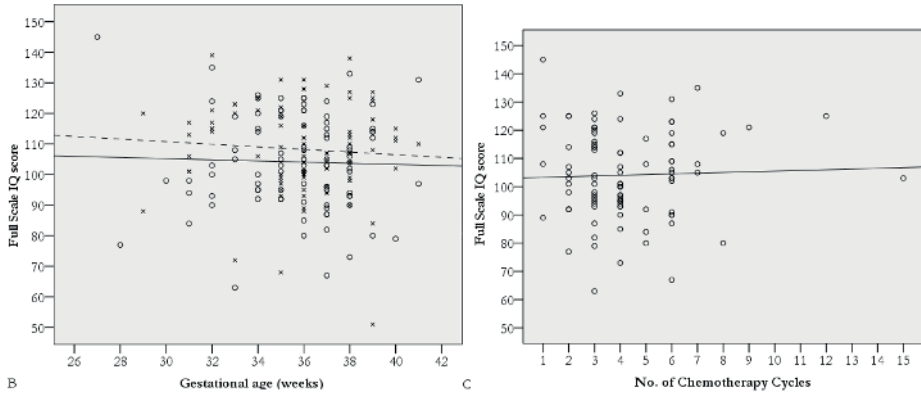 150
140
130
120
110
100
90
80
70
60
50
Full Scale IQ score
26 28 30 32 34 36 38 40 42
Gestational age (weeks)
B
150
140
130
120
110
100
90
80
70
60
50
Full Scale IQ score
1 2 3 4 5 6 7 8 9 10 11 12 13 14 15
No. of Chemotherapy Cycles
C